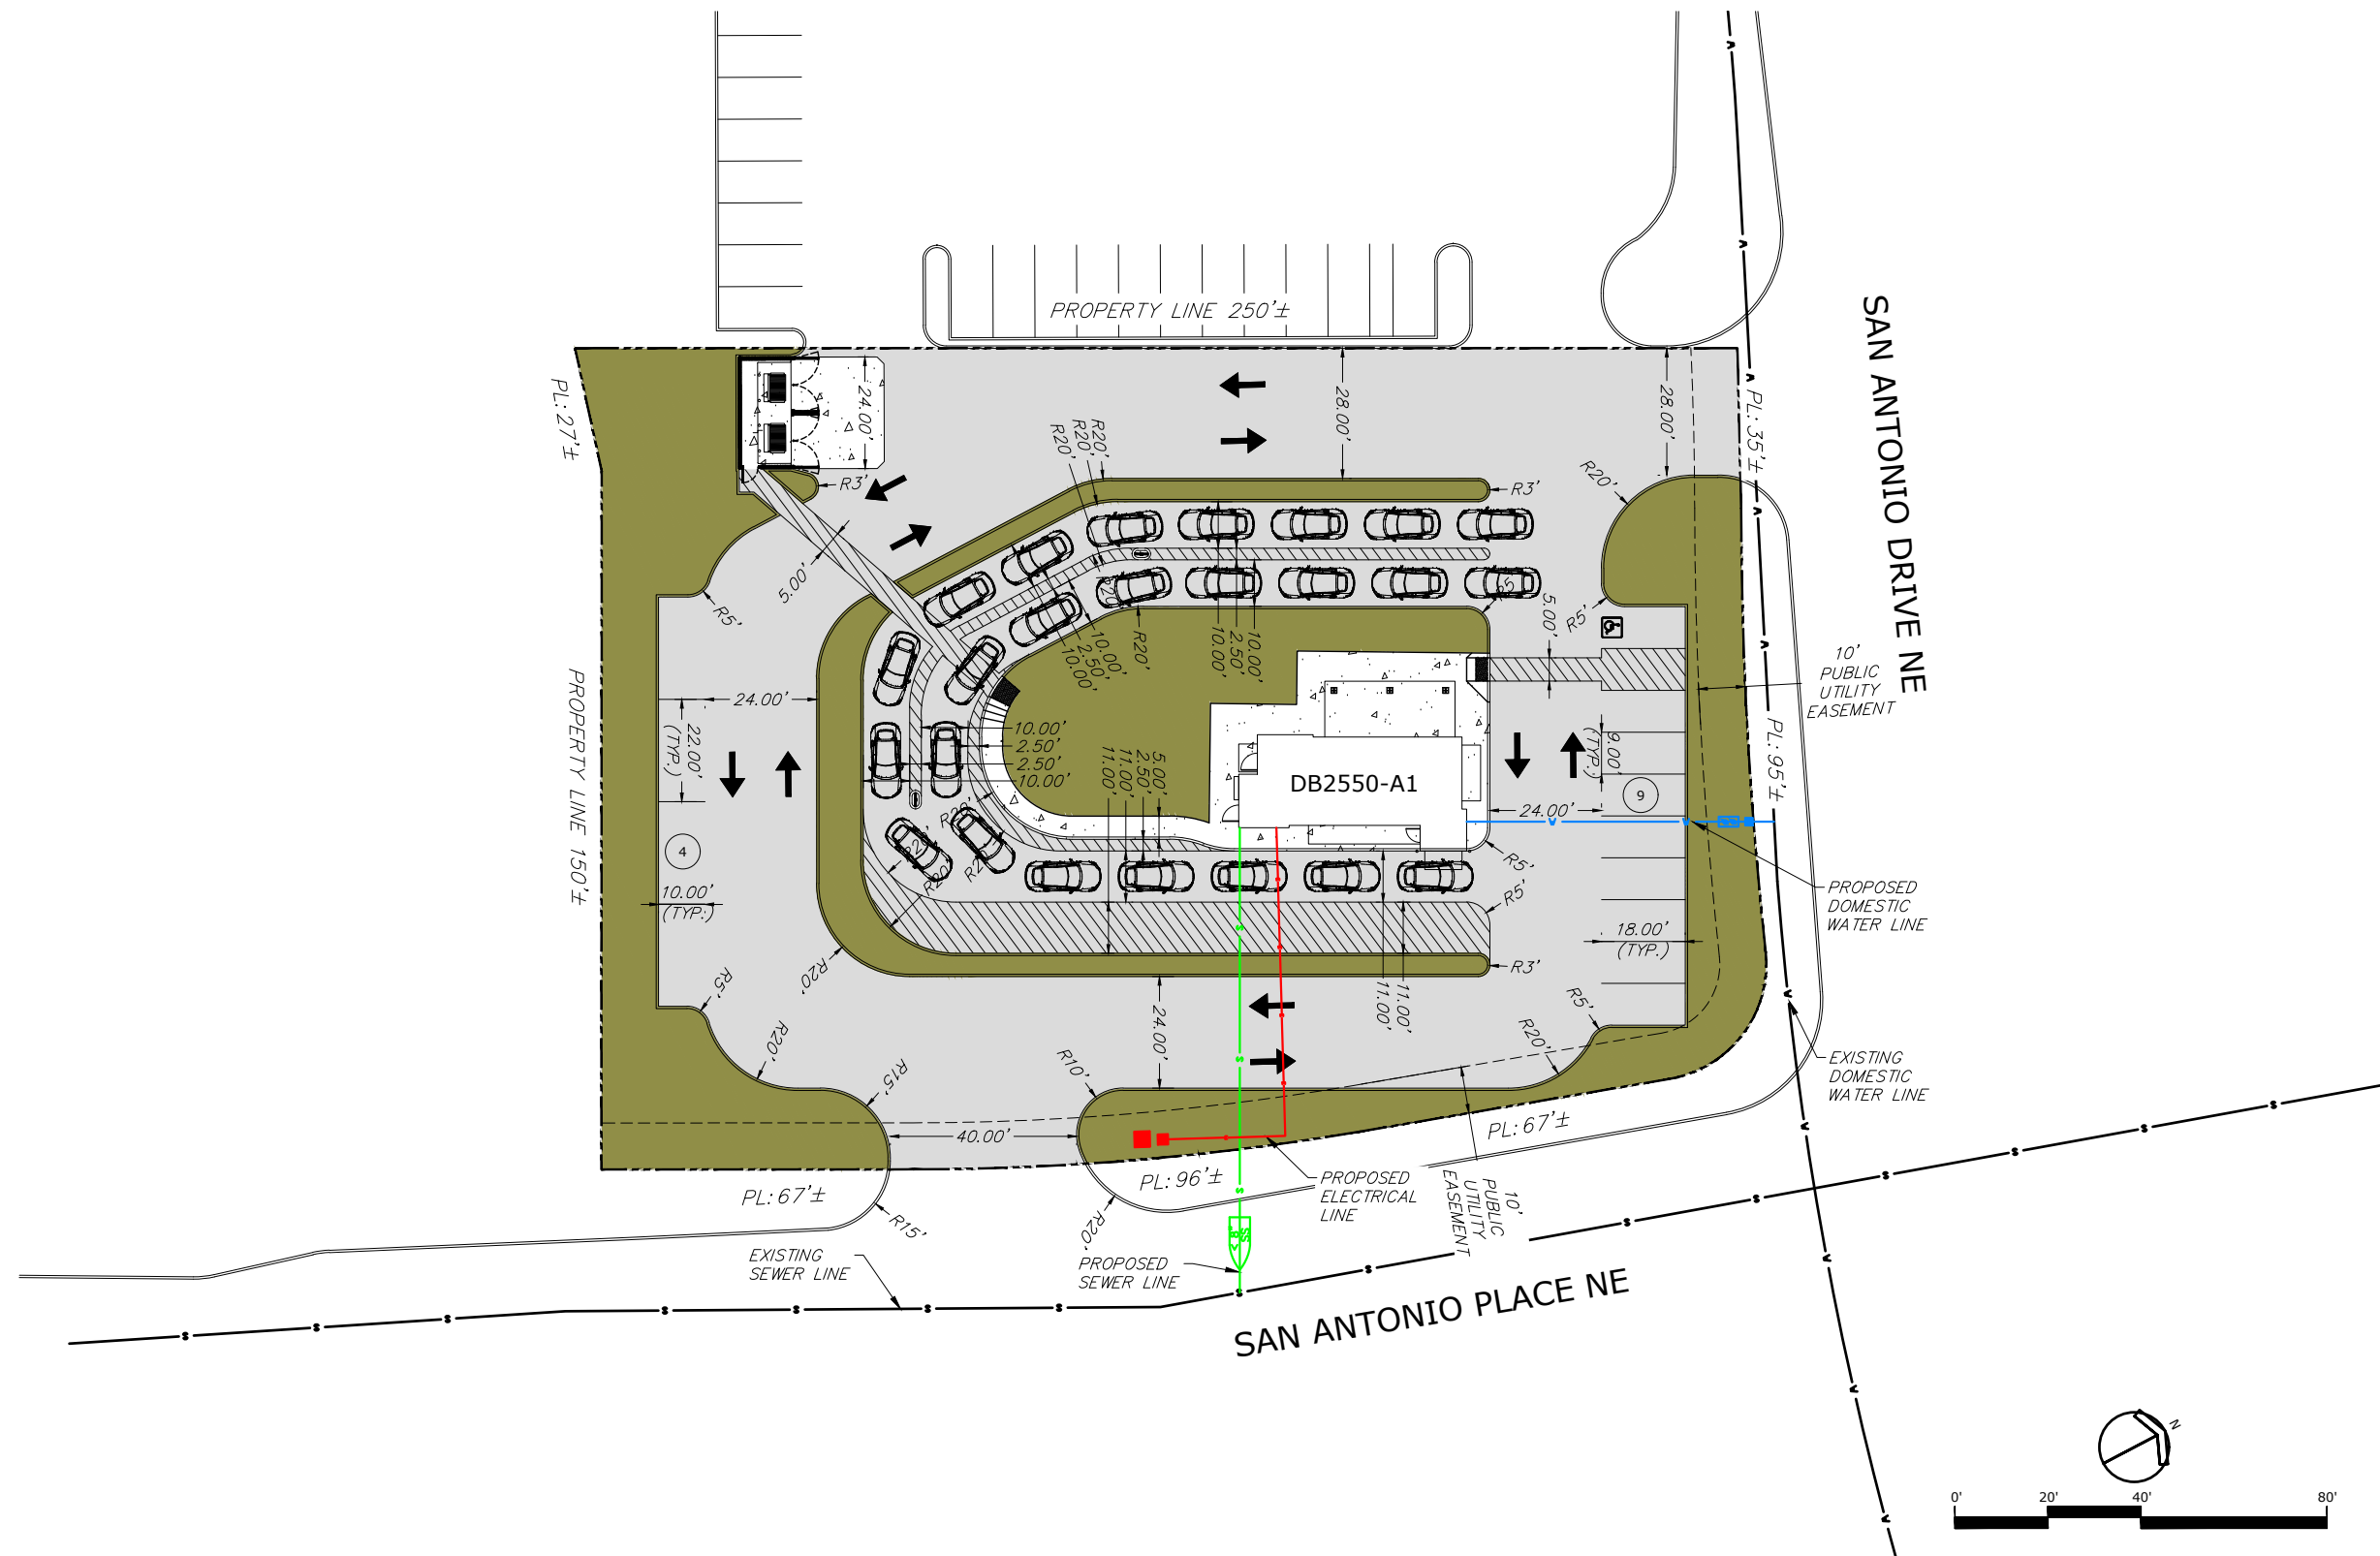 PROPERTY LINE 250'±
SAN ANTONIO DRIVE NE
PL: 27'±
24.00'
28.00'
28.00'
PL: 35'±
R20'
R20'
R20'
R3'
R3'
R20'
5.00'
R5'
R20'
R5'
5.00'
R5'
10.00'
2.50'
10.00'
10.00'
2.50'
10.00'
R20'
10'
PUBLIC
UTILITY
EASEMENT
PROPERTY LINE 150'±
24.00'
22.00'
(TYP.)
10.00'
2.50'
2.50'
10.00'
11.00'
11.00'
2.50'
5.00'
DB2550-A1
9.00'
(TYP.)
9
24.00'
PL: 95'±
4
10.00'
(TYP.)
R20'
R20'
R20'
R20'
R5'
R5'
18.00'
(TYP.)
PROPOSED
DOMESTIC
WATER LINE
R20'
R3'
R5'
R20'
R15'
24.00'
11.00'
11.00'
R10'
R5'
R20'
EXISTING
DOMESTIC
WATER LINE
40.00'
PL: 67'±
PL: 67'±
PL: 96'±
R15'
R20'
PROPOSED
ELECTRICAL
LINE
10'
PUBLIC
UTILITY
EASEMENT
EXISTING
SEWER LINE
PROPOSED
SEWER LINE
SS
SAN ANTONIO PLACE NE
N
0' 20' 40' 80'